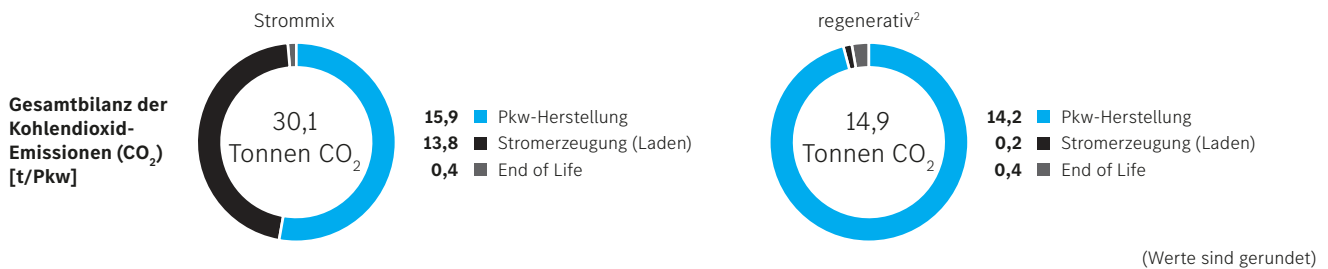 Strommix
regenerativ²
Gesamtbilanz der
Kohlendioxid-
Emissionen (CO₂)
[t/Pkw]
30,1
Tonnen CO₂
15,9 Pkw-Herstellung
13,8 Stromerzeugung (Laden)
0,4 End of Life
14,9
Tonnen CO₂
14,2 Pkw-Herstellung
0,2 Stromerzeugung (Laden)
0,4 End of Life
(Werte sind gerundet)